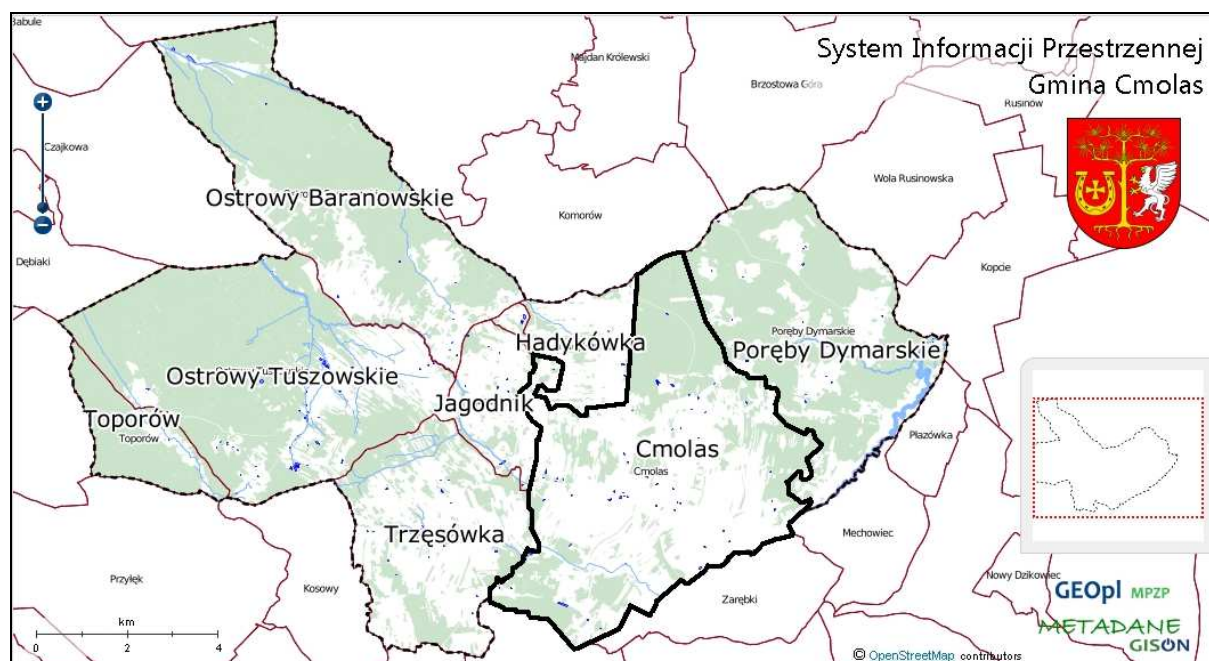 System Informacji Przestrzennej
Gmina Cmolas
Babule
Majdan Królewski
Brzostowa Góra
Rusinów
Czajkowa
Wola Rusinowska
Ostrowy Baranowskie
Komorów
Dębiaki
Kopcie
Hadykówka
Poręby Dymarskie
Poręby Dymarskie
Ostrowy Tuszowskie
Jagodnik
Toporów
Toporów
Płazówka
Cmolas
Cmolas
Trzęsówka
Mechowiec
Przyłęk
Kosowy
Zarębki
Nowy Dzikowiec
GEOpl MPZP
METADANE
GISON
km
0 2 4
© OpenStreetMap contributors